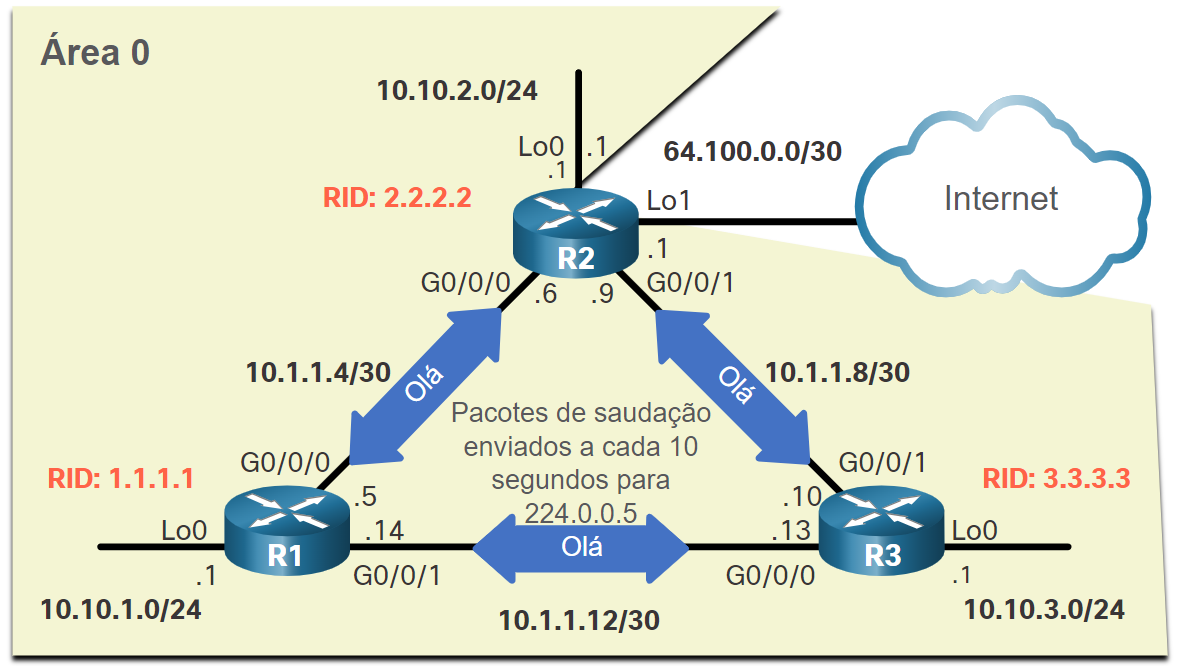 Área 0
10.10.2.0/24
Lo0
.1
.1
64.100.0.0/30
Internet
RID: 2.2.2.2
Lo1
R2
.1
G0/0/0
.6
.9
G0/0/1
10.1.1.4/30
Olá
Olá
10.1.1.8/30
Pacotes de saudação
enviados a cada 10
segundos para
224.0.0.5
RID: 1.1.1.1
G0/0/0
G0/0/1
RID: 3.3.3.3
.5
.10
Lo0
.14
.13
Lo0
R1
Olá
R3
.1
G0/0/1
G0/0/0
.1
10.10.1.0/24
10.1.1.12/30
10.10.3.0/24